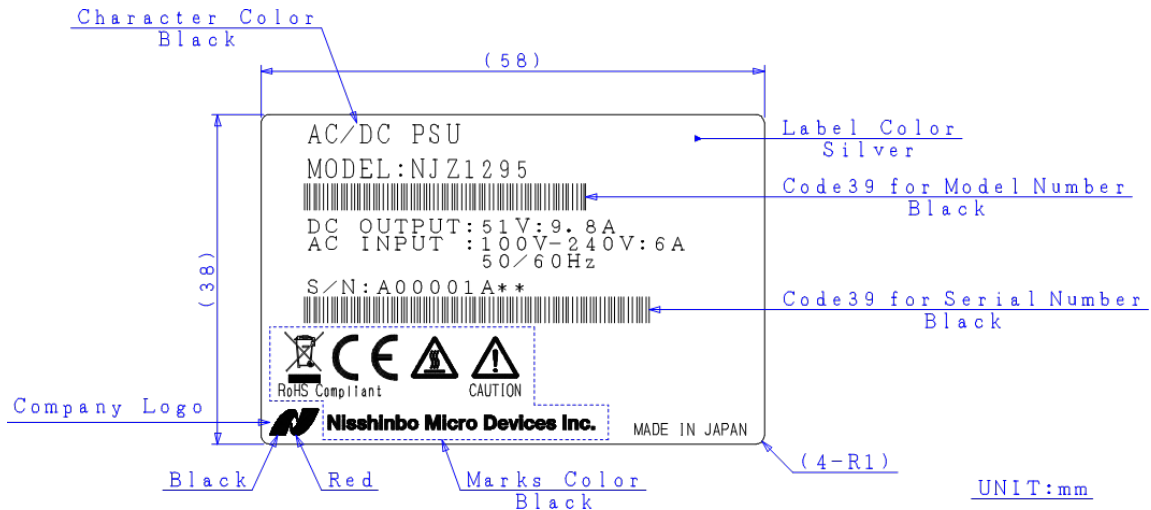 Character Color
Black
(58)
AC/DC PSU
Label Color
Silver
MODEL:NJZ1295
Code39 for Model Number
Black
DC OUTPUT:51V:9.8A
AC INPUT :100V-240V:6A
50/60Hz
(38)
S/N:A00001A**
Code39 for Serial Number
Black
CE
RoHS Compliant
CAUTION
Company Logo
Nisshinbo Micro Devices Inc.
MADE IN JAPAN
(4-R1)
Black
Red
Marks Color
Black
UNIT:mm